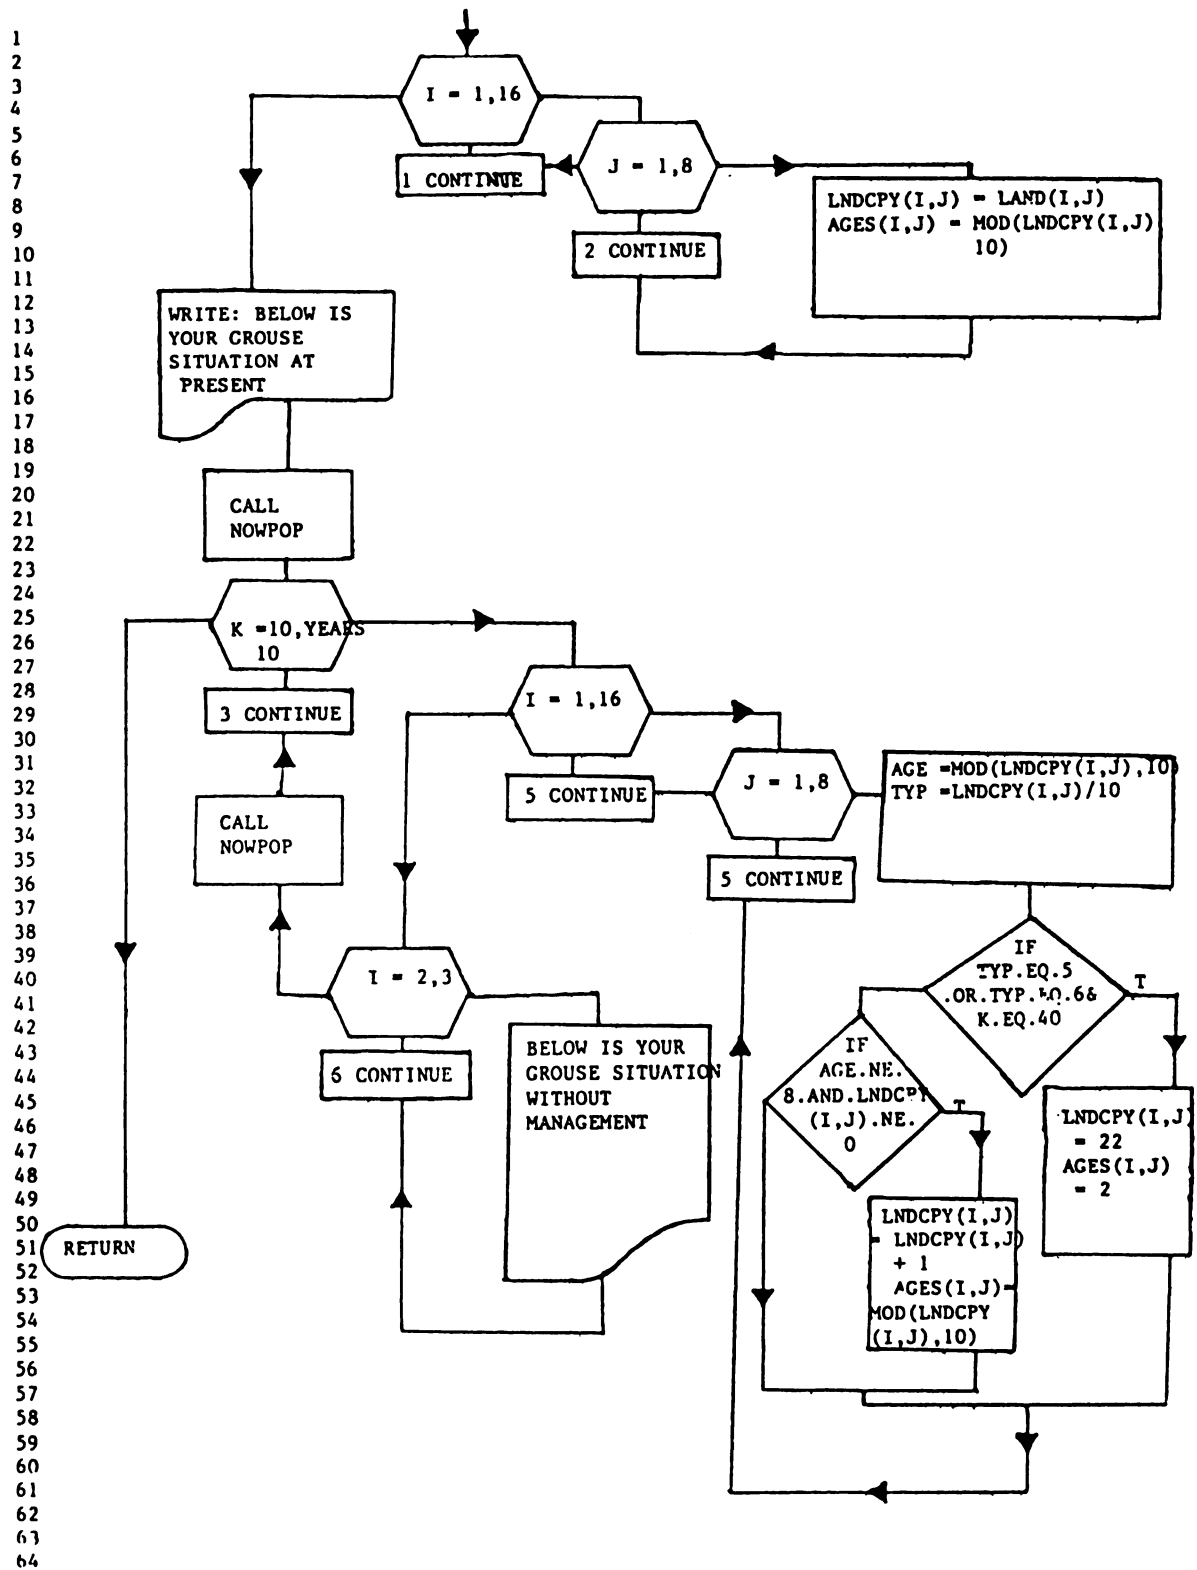 1
2
3
4
5
6
7
8
9
10
11
12
13
14
15
16
17
18
19
20
21
22
23
24
25
26
27
28
29
30
31
32
33
34
35
36
37
38
39
40
41
42
43
44
45
46
47
48
49
50
51
52
53
54
55
56
57
58
59
60
61
62
63
64
I = 1,16
J = 1,8
1 CONTINUE
2 CONTINUE
LNDCPY(I,J) = LAND(I,J)
AGES(I,J) = MOD(LNDCPY(I,J)
10)
WRITE: BELOW IS
YOUR GROUSE
SITUATION AT
PRESENT
CALL
NOWPOP
K =10,YEARS
10
3 CONTINUE
CALL
NOWPOP
I = 1,16
5 CONTINUE
J = 1,8
5 CONTINUE
AGE =MOD(LNDCPY(I,J),10)
TYP =LNDCPY(I,J)/10
I = 2,3
6 CONTINUE
BELOW IS YOUR
GROUSE SITUATION
WITHOUT
MANAGEMENT
IF
TYP.EQ.5
.OR.TYP.EQ.6&
K.EQ.40
T
IF
AGE.NE.
8.AND.LNDCPY
(I,J).NE.
0
T
LNDCPY(I,J)
= 22
AGES(I,J)
= 2
LNDCPY(I,J)
= LNDCPY(I,J)
+ 1
AGES(I,J)=
MOD(LNDCPY
(I,J),10)
RETURN